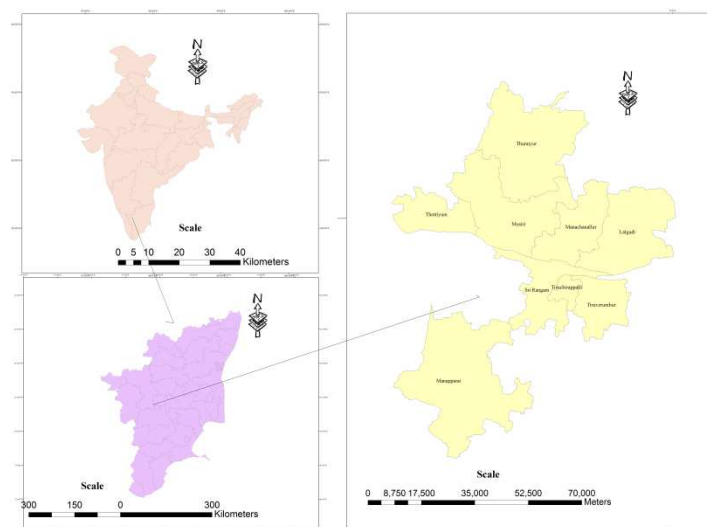 N
Scale
0 5 10 20 30 40
Kilometers
N
Scale
300 150 0 300
Kilometers
N
Thuraiyur
Thottiyam
Musiri
Manachanallur
Lalgudi
Sri Rangam
Tiruchirappalli
Tiruverumbur
Manapparai
Scale
0 8,750 17,500 35,000 52,500 70,000
Meters